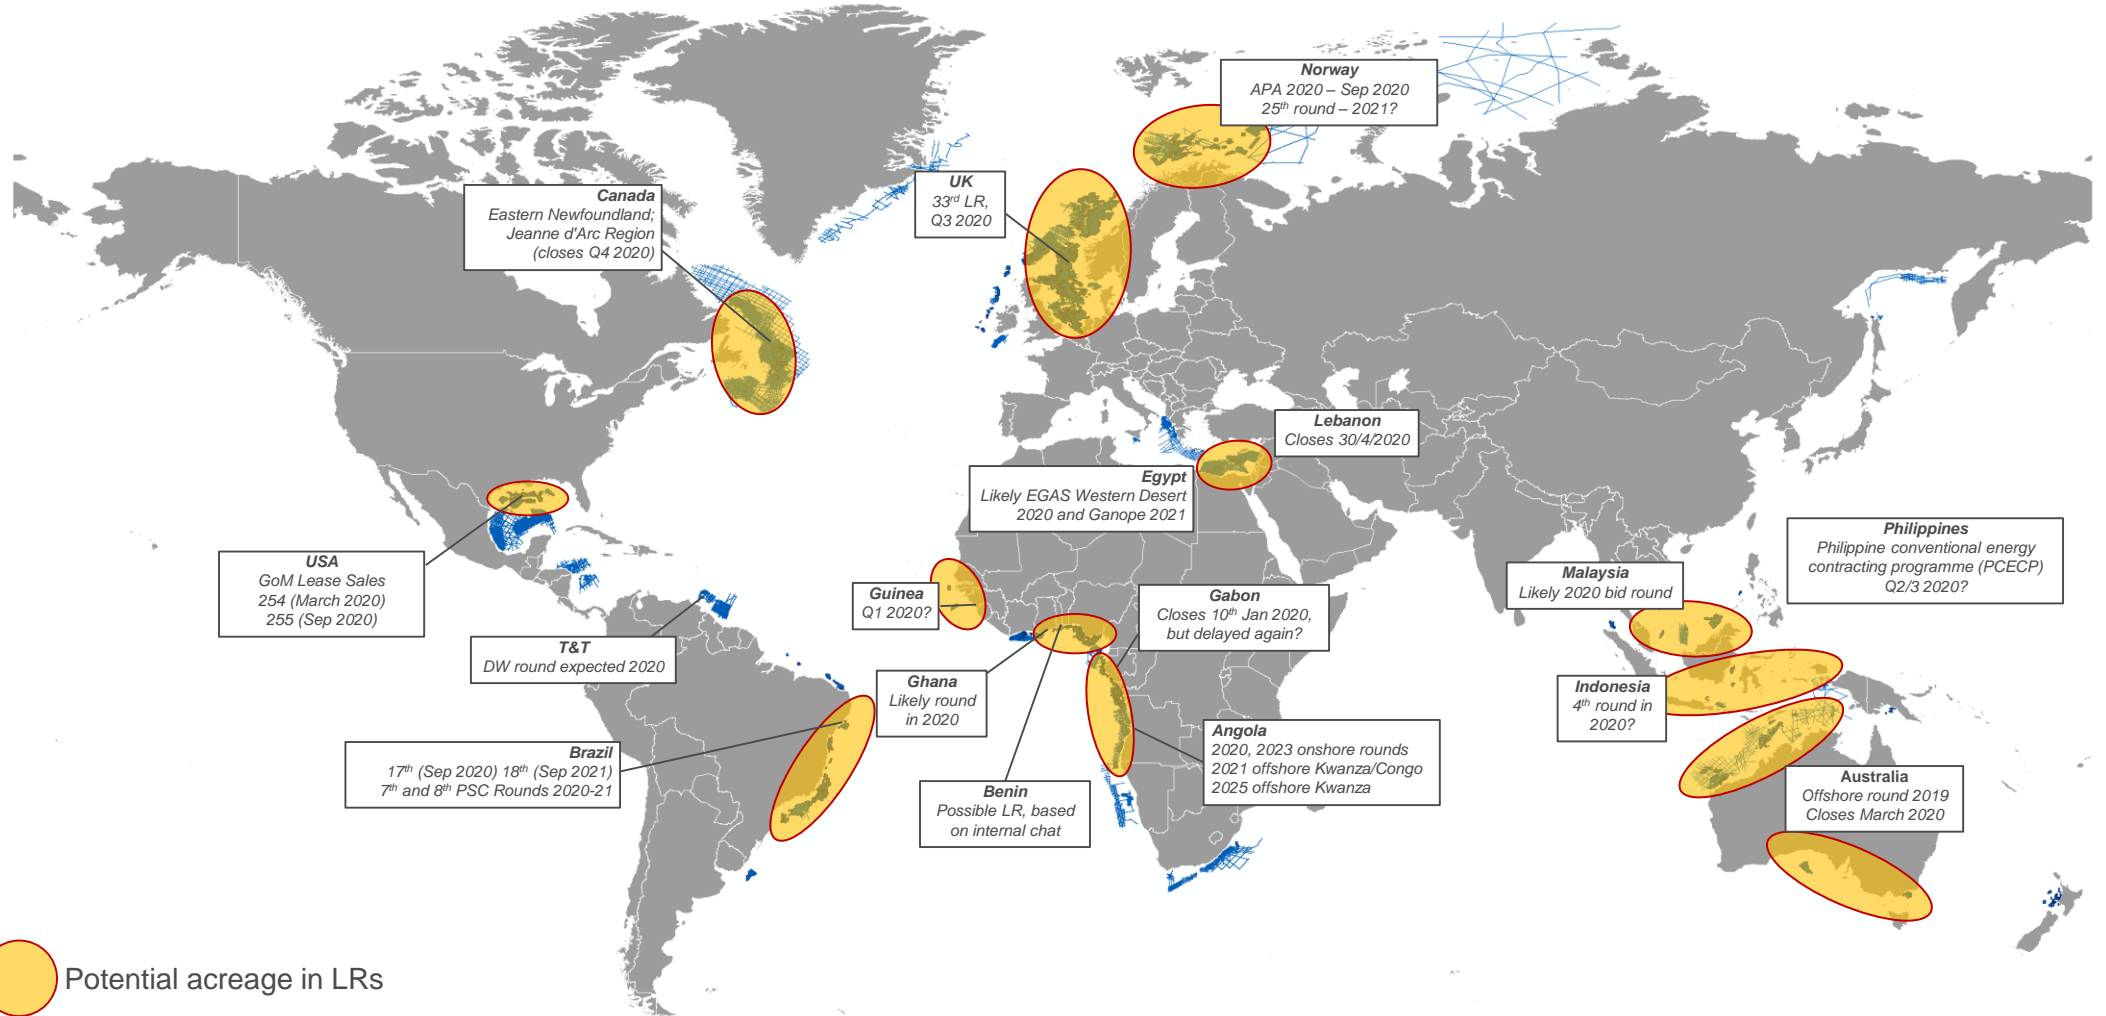 Norway
APA 2020 – Sep 2020
25th round – 2021?
UK
33rd LR,
Q3 2020
Canada
Eastern Newfoundland;
Jeanne d'Arc Region
(closes Q4 2020)
Lebanon
Closes 30/4/2020
Egypt
Likely EGAS Western Desert
2020 and Ganope 2021
USA
GoM Lease Sales
254 (March 2020)
255 (Sep 2020)
Philippines
Philippine conventional energy
contracting programme (PCECP)
Q2/3 2020?
Malaysia
Likely 2020 bid round
Guinea
Q1 2020?
Gabon
Closes 10th Jan 2020,
but delayed again?
T&T
DW round expected 2020
Ghana
Likely round
in 2020
Indonesia
4th round in
2020?
Angola
2020, 2023 onshore rounds
2021 offshore Kwanza/Congo
2025 offshore Kwanza
Brazil
17th (Sep 2020) 18th (Sep 2021)
7th and 8th PSC Rounds 2020-21
Benin
Possible LR, based
on internal chat
Australia
Offshore round 2019
Closes March 2020
Potential acreage in LRs